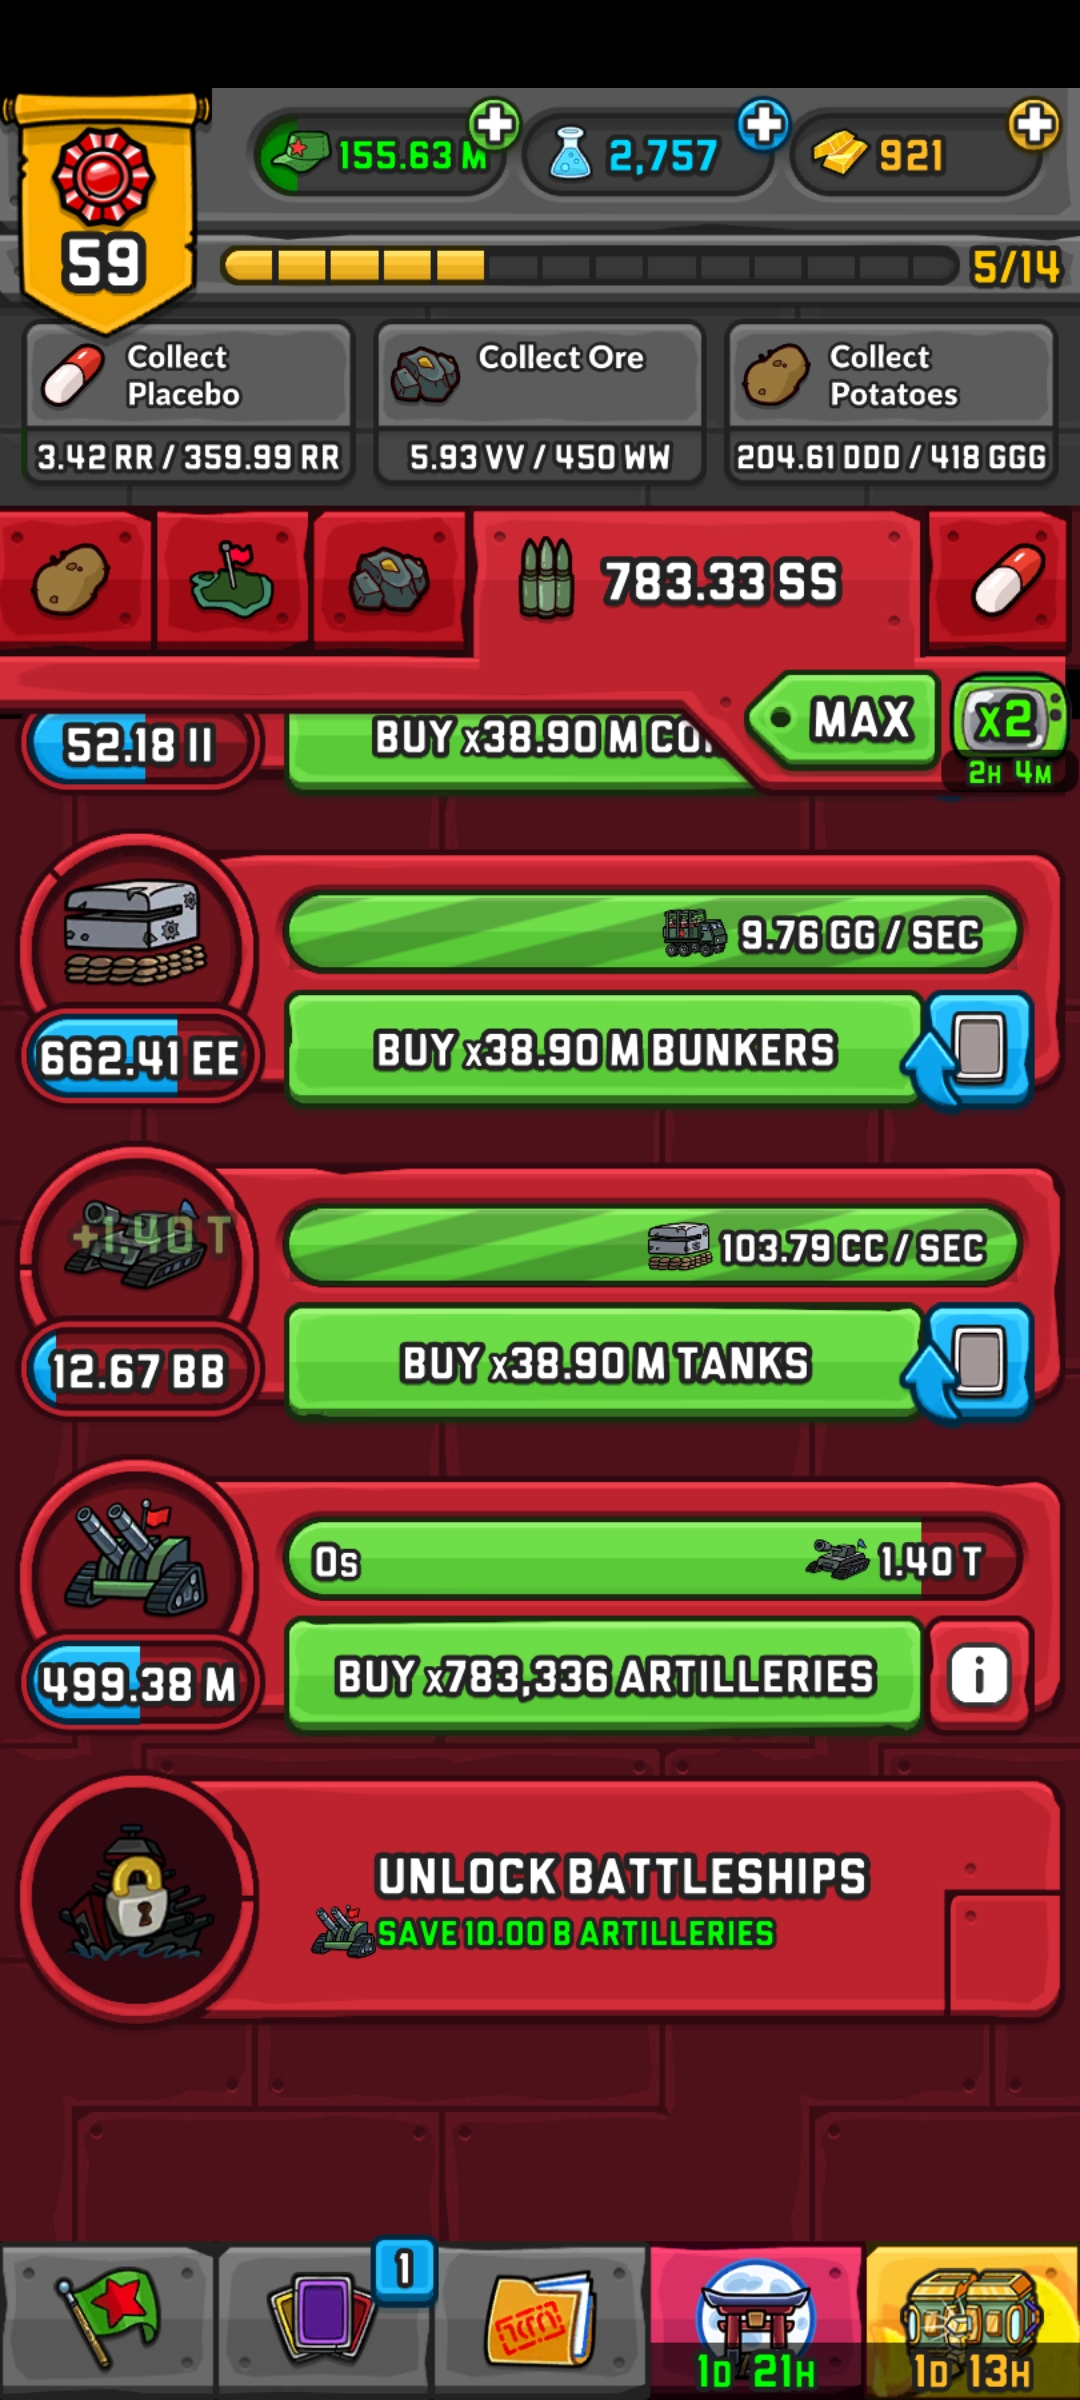 155.63 M
2,757
921
59
5/14
Collect Placebo
3.42 RR / 359.99 RR
Collect Ore
5.93 VV / 450 WW
Collect Potatoes
204.61 DDD / 418 GGG
783.33 SS
MAX
x2
2H 4M
52.18 II
BUY x38.90 M
9.76 GG / SEC
662.41 EE
BUY x38.90 M BUNKERS
+1.40 T
103.79 CC / SEC
12.67 BB
BUY x38.90 M TANKS
0s
1.40 T
499.38 M
BUY x783,336 ARTILLERIES
i
UNLOCK BATTLESHIPS
SAVE 10.00 B ARTILLERIES
1
1D 21H
1D 13H